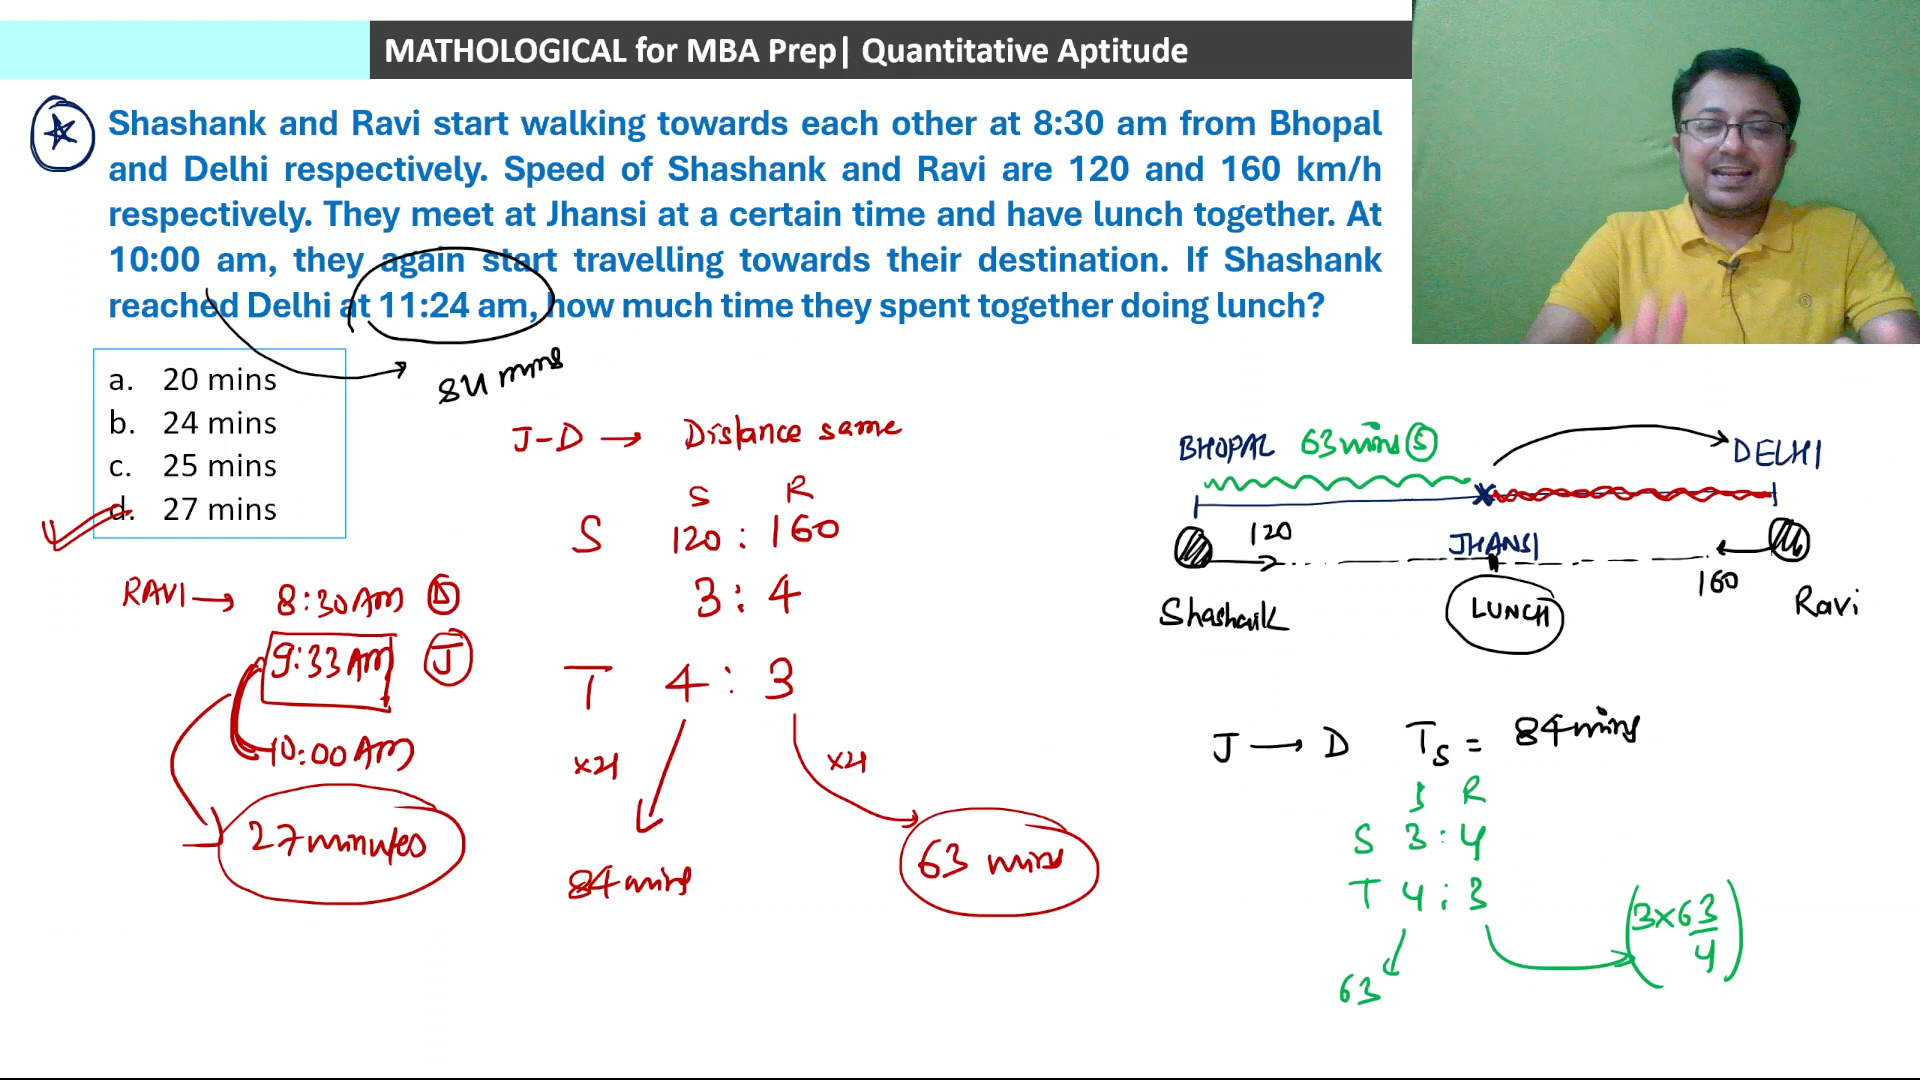 MATHOLOGICAL for MBA Prep| Quantitative Aptitude
Shashank and Ravi start walking towards each other at 8:30 am from Bhopal
and Delhi respectively. Speed of Shashank and Ravi are 120 and 160 km/h
respectively. They meet at Jhansi at a certain time and have lunch together. At
10:00 am, they again start travelling towards their destination. If Shashank
reached Delhi at 11:24 am, how much time they spent together doing lunch?
a. 20 mins
b. 24 mins
c. 25 mins
d. 27 mins
84 mins
J-D → Distance same
S R
S 120 : 160
3 : 4
T 4 : 3
×21 ×21
84 mins
63 mins
RAVI → 8:30 AM D
9:33 AM J
10:00 AM
27 minutes
BHOPAL 63 mins S DELHI
120 JHANSI 160
Shashank LUNCH Ravi
J → D Ts = 84 mins
S R
S 3 : 4
T 4 : 3
63
(3×63/4)